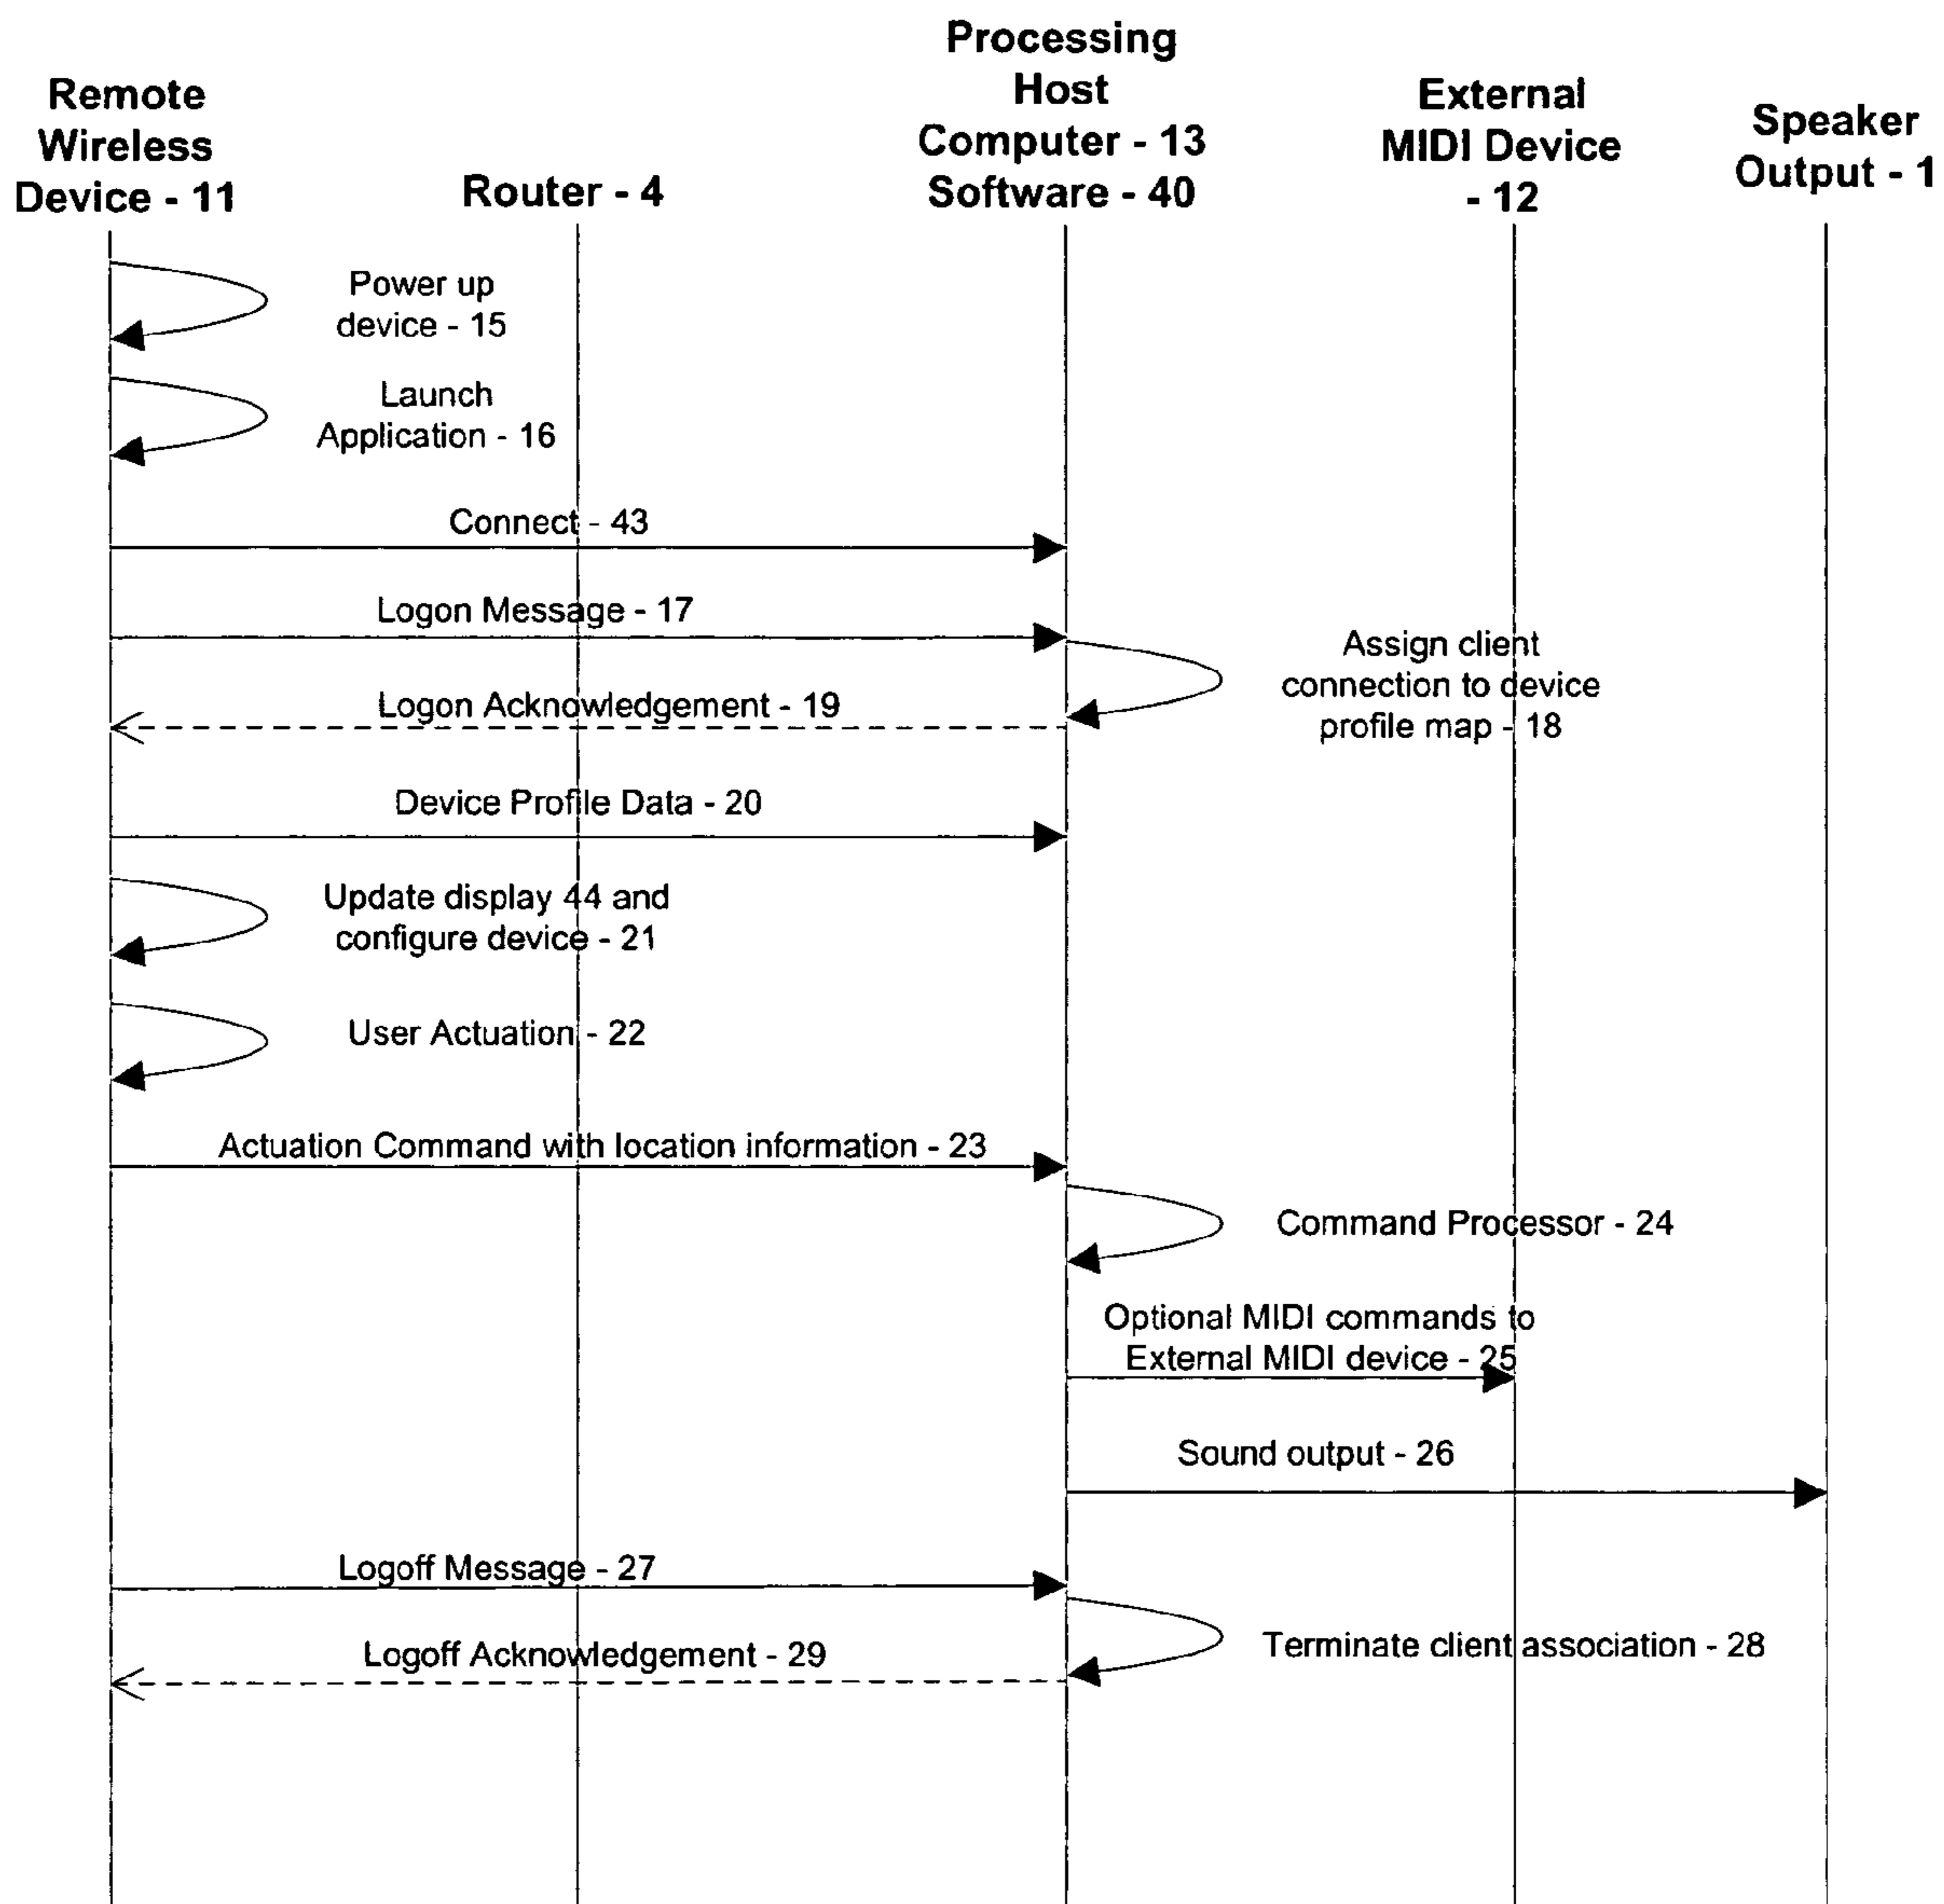 Remote
Wireless
Device - 11
Router - 4
Processing
Host
Computer - 13
Software - 40
External
MIDI Device
- 12
Speaker
Output - 1
Power up
device - 15
Launch
Application - 16
Connect - 43
Logon Message - 17
Assign client
connection to device
profile map - 18
Logon Acknowledgement - 19
Device Profile Data - 20
Update display 44 and
configure device - 21
User Actuation - 22
Actuation Command with location information - 23
Command Processor - 24
Optional MIDI commands to
External MIDI device - 25
Sound output - 26
Logoff Message - 27
Terminate client association - 28
Logoff Acknowledgement - 29